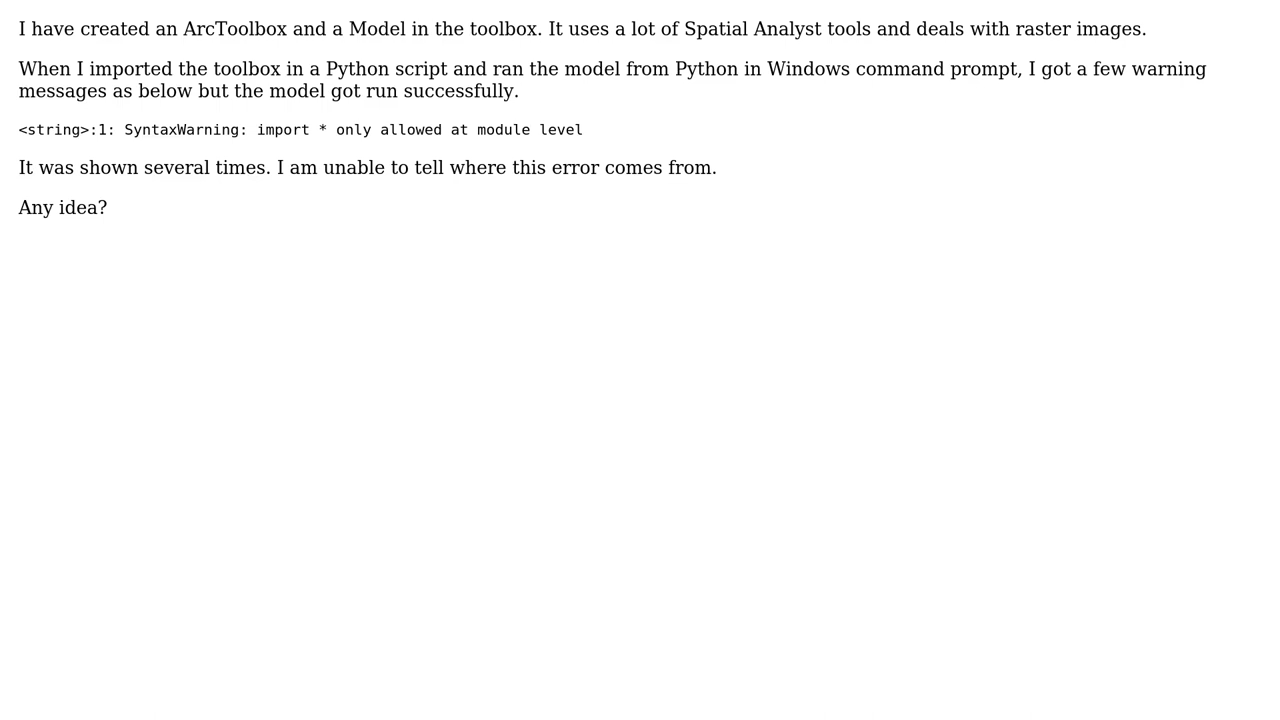 I have created an ArcToolbox and a Model in the toolbox. It uses a lot of Spatial Analyst tools and deals with raster images.
When I imported the toolbox in a Python script and ran the model from Python in Windows command prompt, I got a few warning
messages as below but the model got run successfully.
<string>:1: SyntaxWarning: import * only allowed at module level
It was shown several times. I am unable to tell where this error comes from.
Any idea?